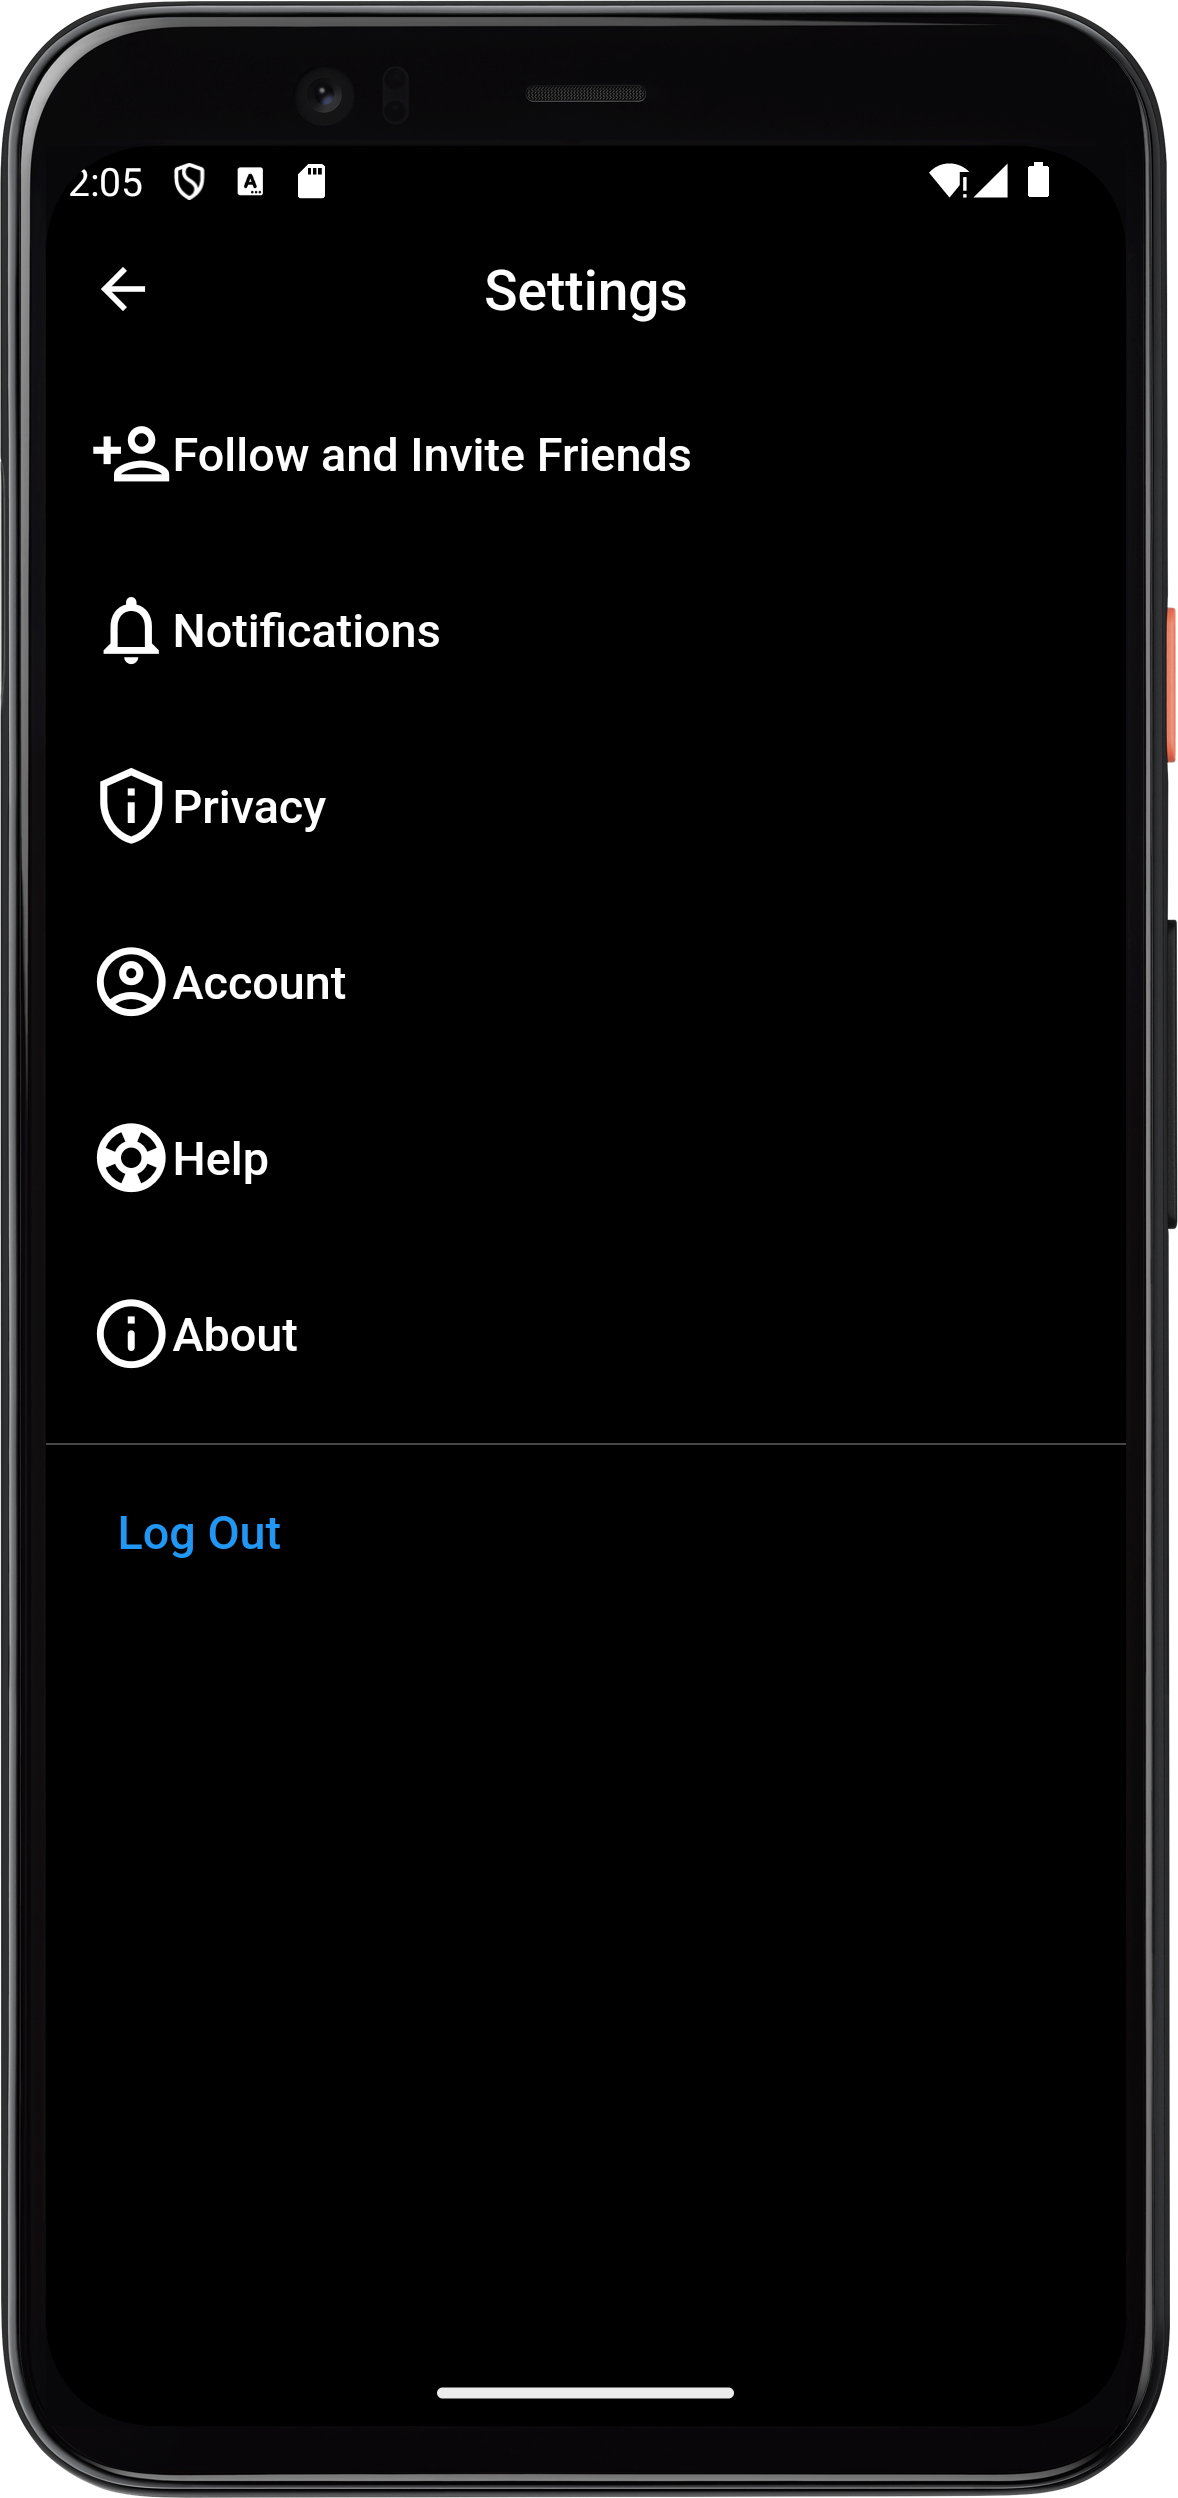 2:05
Settings
Follow and Invite Friends
Notifications
Privacy
Account
Help
About
Log Out